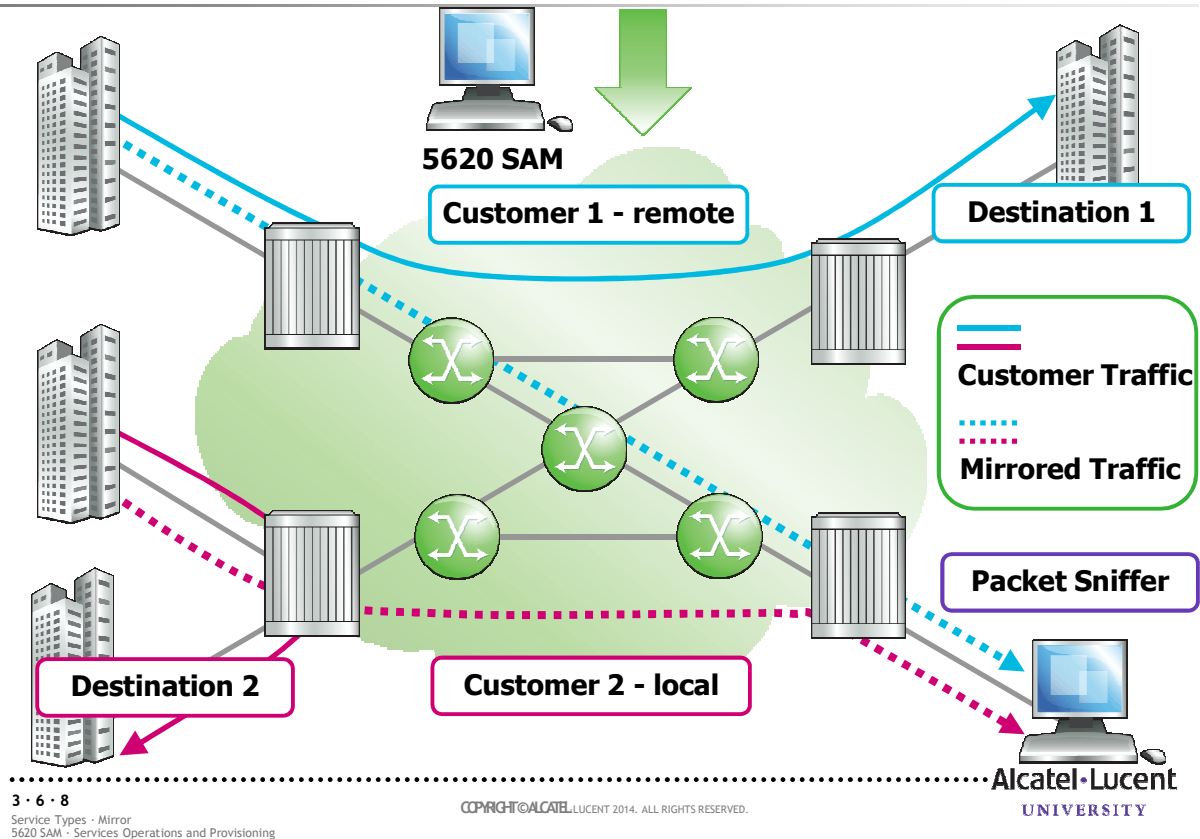 5620 SAM
Customer 1 - remote
Destination 1
Customer Traffic
Mirrored Traffic
Packet Sniffer
Destination 2
Customer 2 - local
Alcatel·Lucent
UNIVERSITY
3 · 6 · 8
COPYRIGHT © ALCATEL-LUCENT 2014. ALL RIGHTS RESERVED.
Service Types · Mirror
5620 SAM · Services Operations and Provisioning